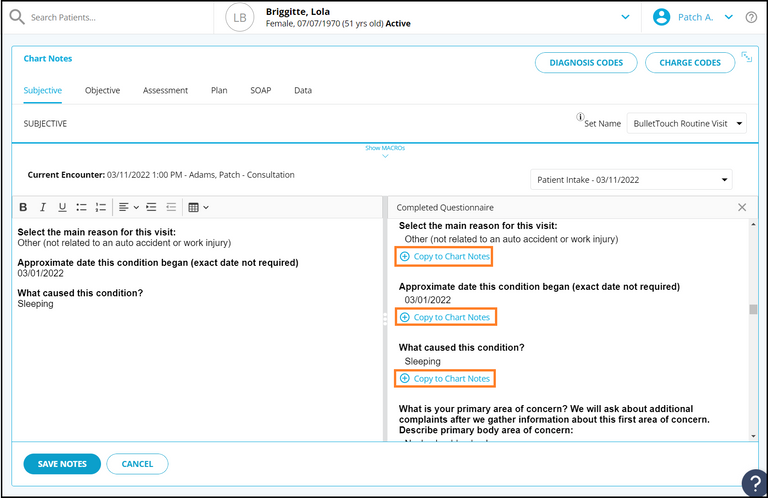 Search Patients...
LB
Briggitte, Lola
Female, 07/07/1970 (51 yrs old) Active
Patch A.
?
Chart Notes
DIAGNOSIS CODES
CHARGE CODES
Subjective
Objective
Assessment
Plan
SOAP
Data
SUBJECTIVE
i
Set Name
BulletTouch Routine Visit
Show MACROs
Current Encounter: 03/11/2022 1:00 PM - Adams, Patch - Consultation
Patient Intake - 03/11/2022
B I U
Select the main reason for this visit:
Other (not related to an auto accident or work injury)
Approximate date this condition began (exact date not required)
03/01/2022
What caused this condition?
Sleeping
Completed Questionnaire
Select the main reason for this visit:
Other (not related to an auto accident or work injury)
Copy to Chart Notes
Approximate date this condition began (exact date not required)
03/01/2022
Copy to Chart Notes
What caused this condition?
Sleeping
Copy to Chart Notes
What is your primary area of concern? We will ask about additional
complaints after we gather information about this first area of concern.
Describe primary body area of concern:
SAVE NOTES
CANCEL
?